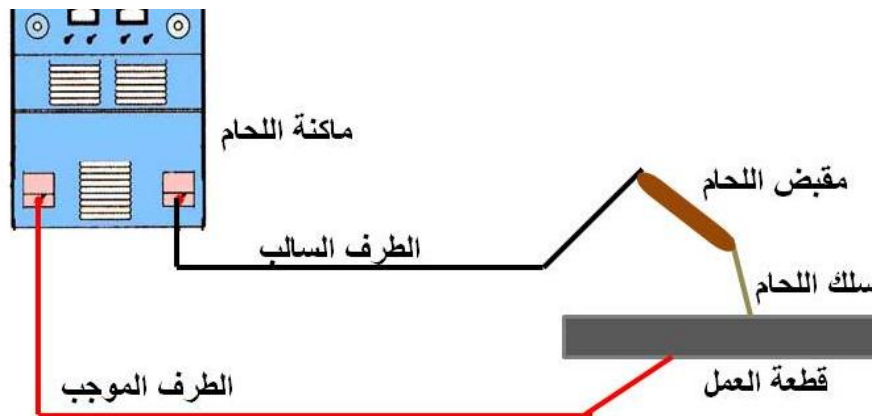 ماكنة اللحام
مقبض اللحام
الطرف السالب
سلك اللحام
قطعة العمل
الطرف الموجب